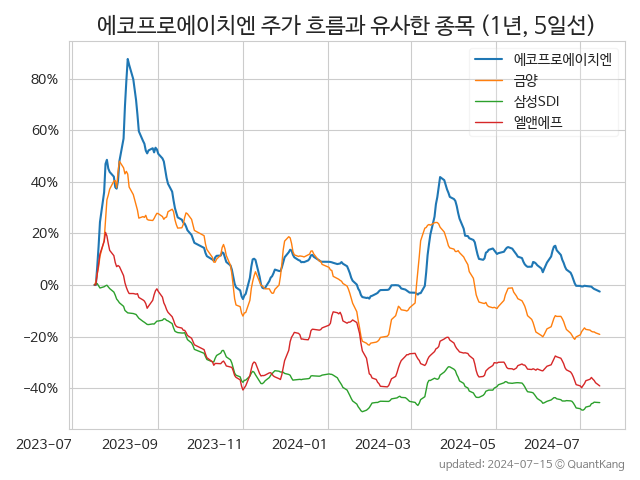 에코프로에이치엔 주가 흐름과 유사한 종목 (1년, 5일선)
에코프로에이치엔
금양
삼성SDI
엘앤에프
80%
60%
40%
20%
0%
−20%
−40%
2023-07 2023-09 2023-11 2024-01 2024-03 2024-05 2024-07
updated: 2024-07-15 © QuantKang